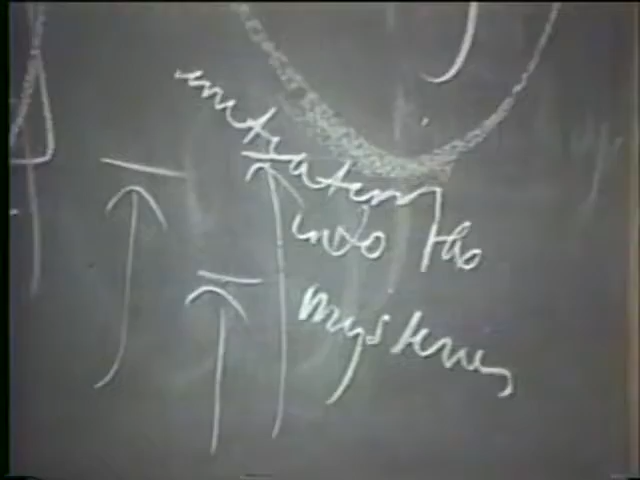 initiation
into the
mysteries